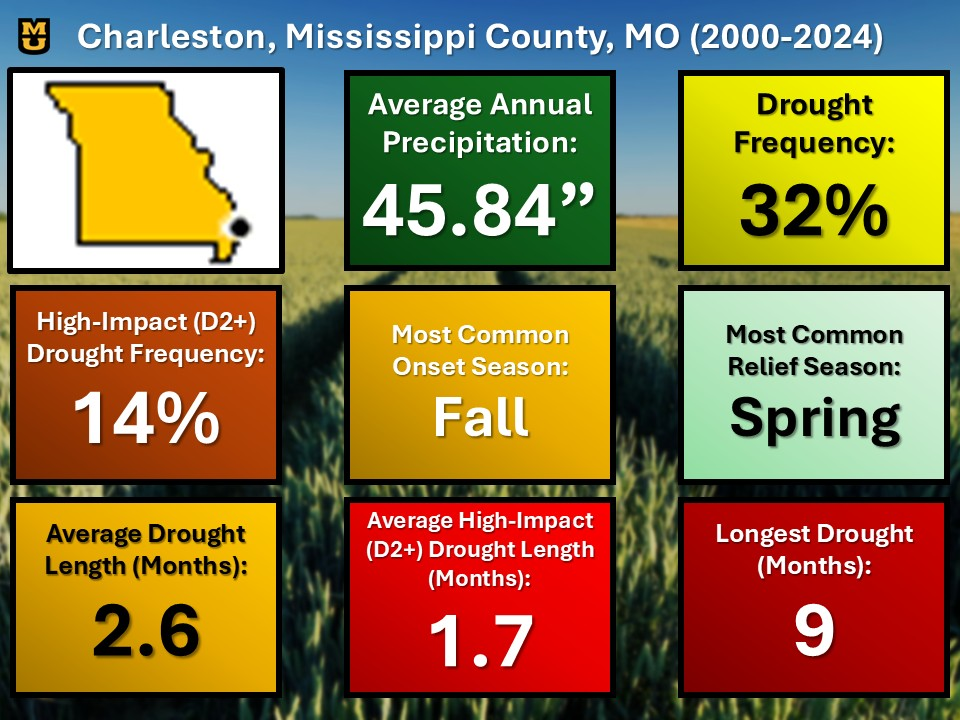 MU
Charleston, Mississippi County, MO (2000-2024)
Average Annual
Precipitation:
45.84”
Drought
Frequency:
32%
High-Impact (D2+)
Drought Frequency:
14%
Most Common
Onset Season:
Fall
Most Common
Relief Season:
Spring
Average Drought
Length (Months):
2.6
Average High-Impact
(D2+) Drought Length
(Months):
1.7
Longest Drought
(Months):
9